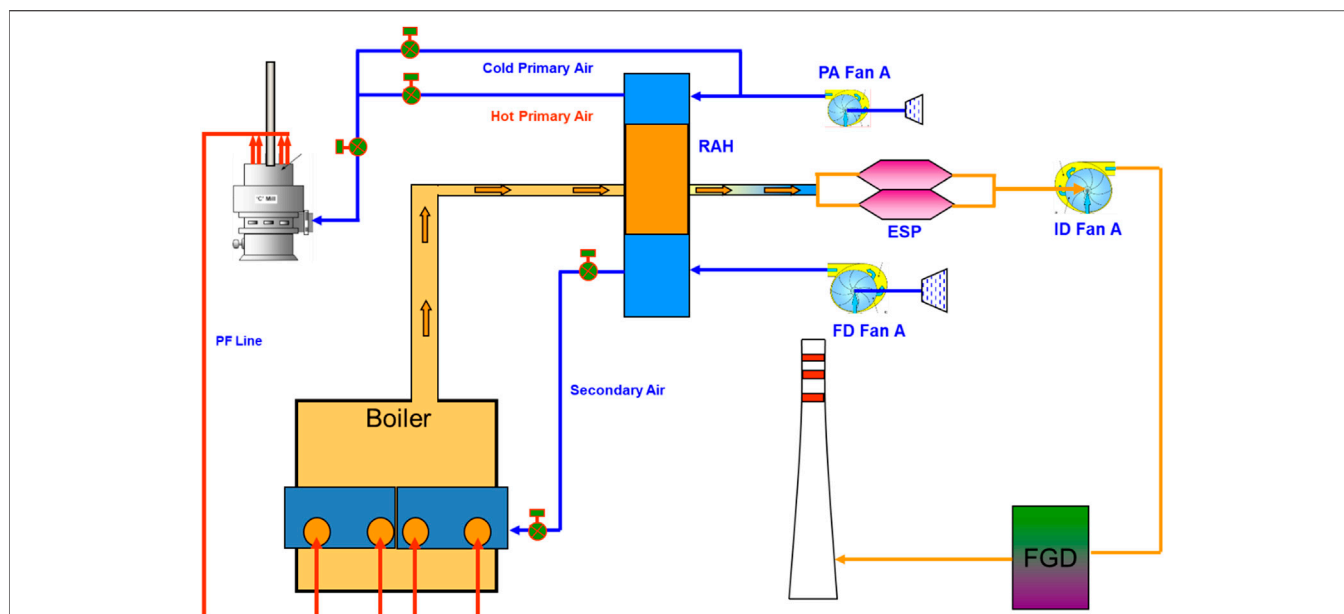 Cold Primary Air
PA Fan A
Hot Primary Air
RAH
'C' Mill
ESP
ID Fan A
FD Fan A
PF Line
Secondary Air
Boiler
FGD